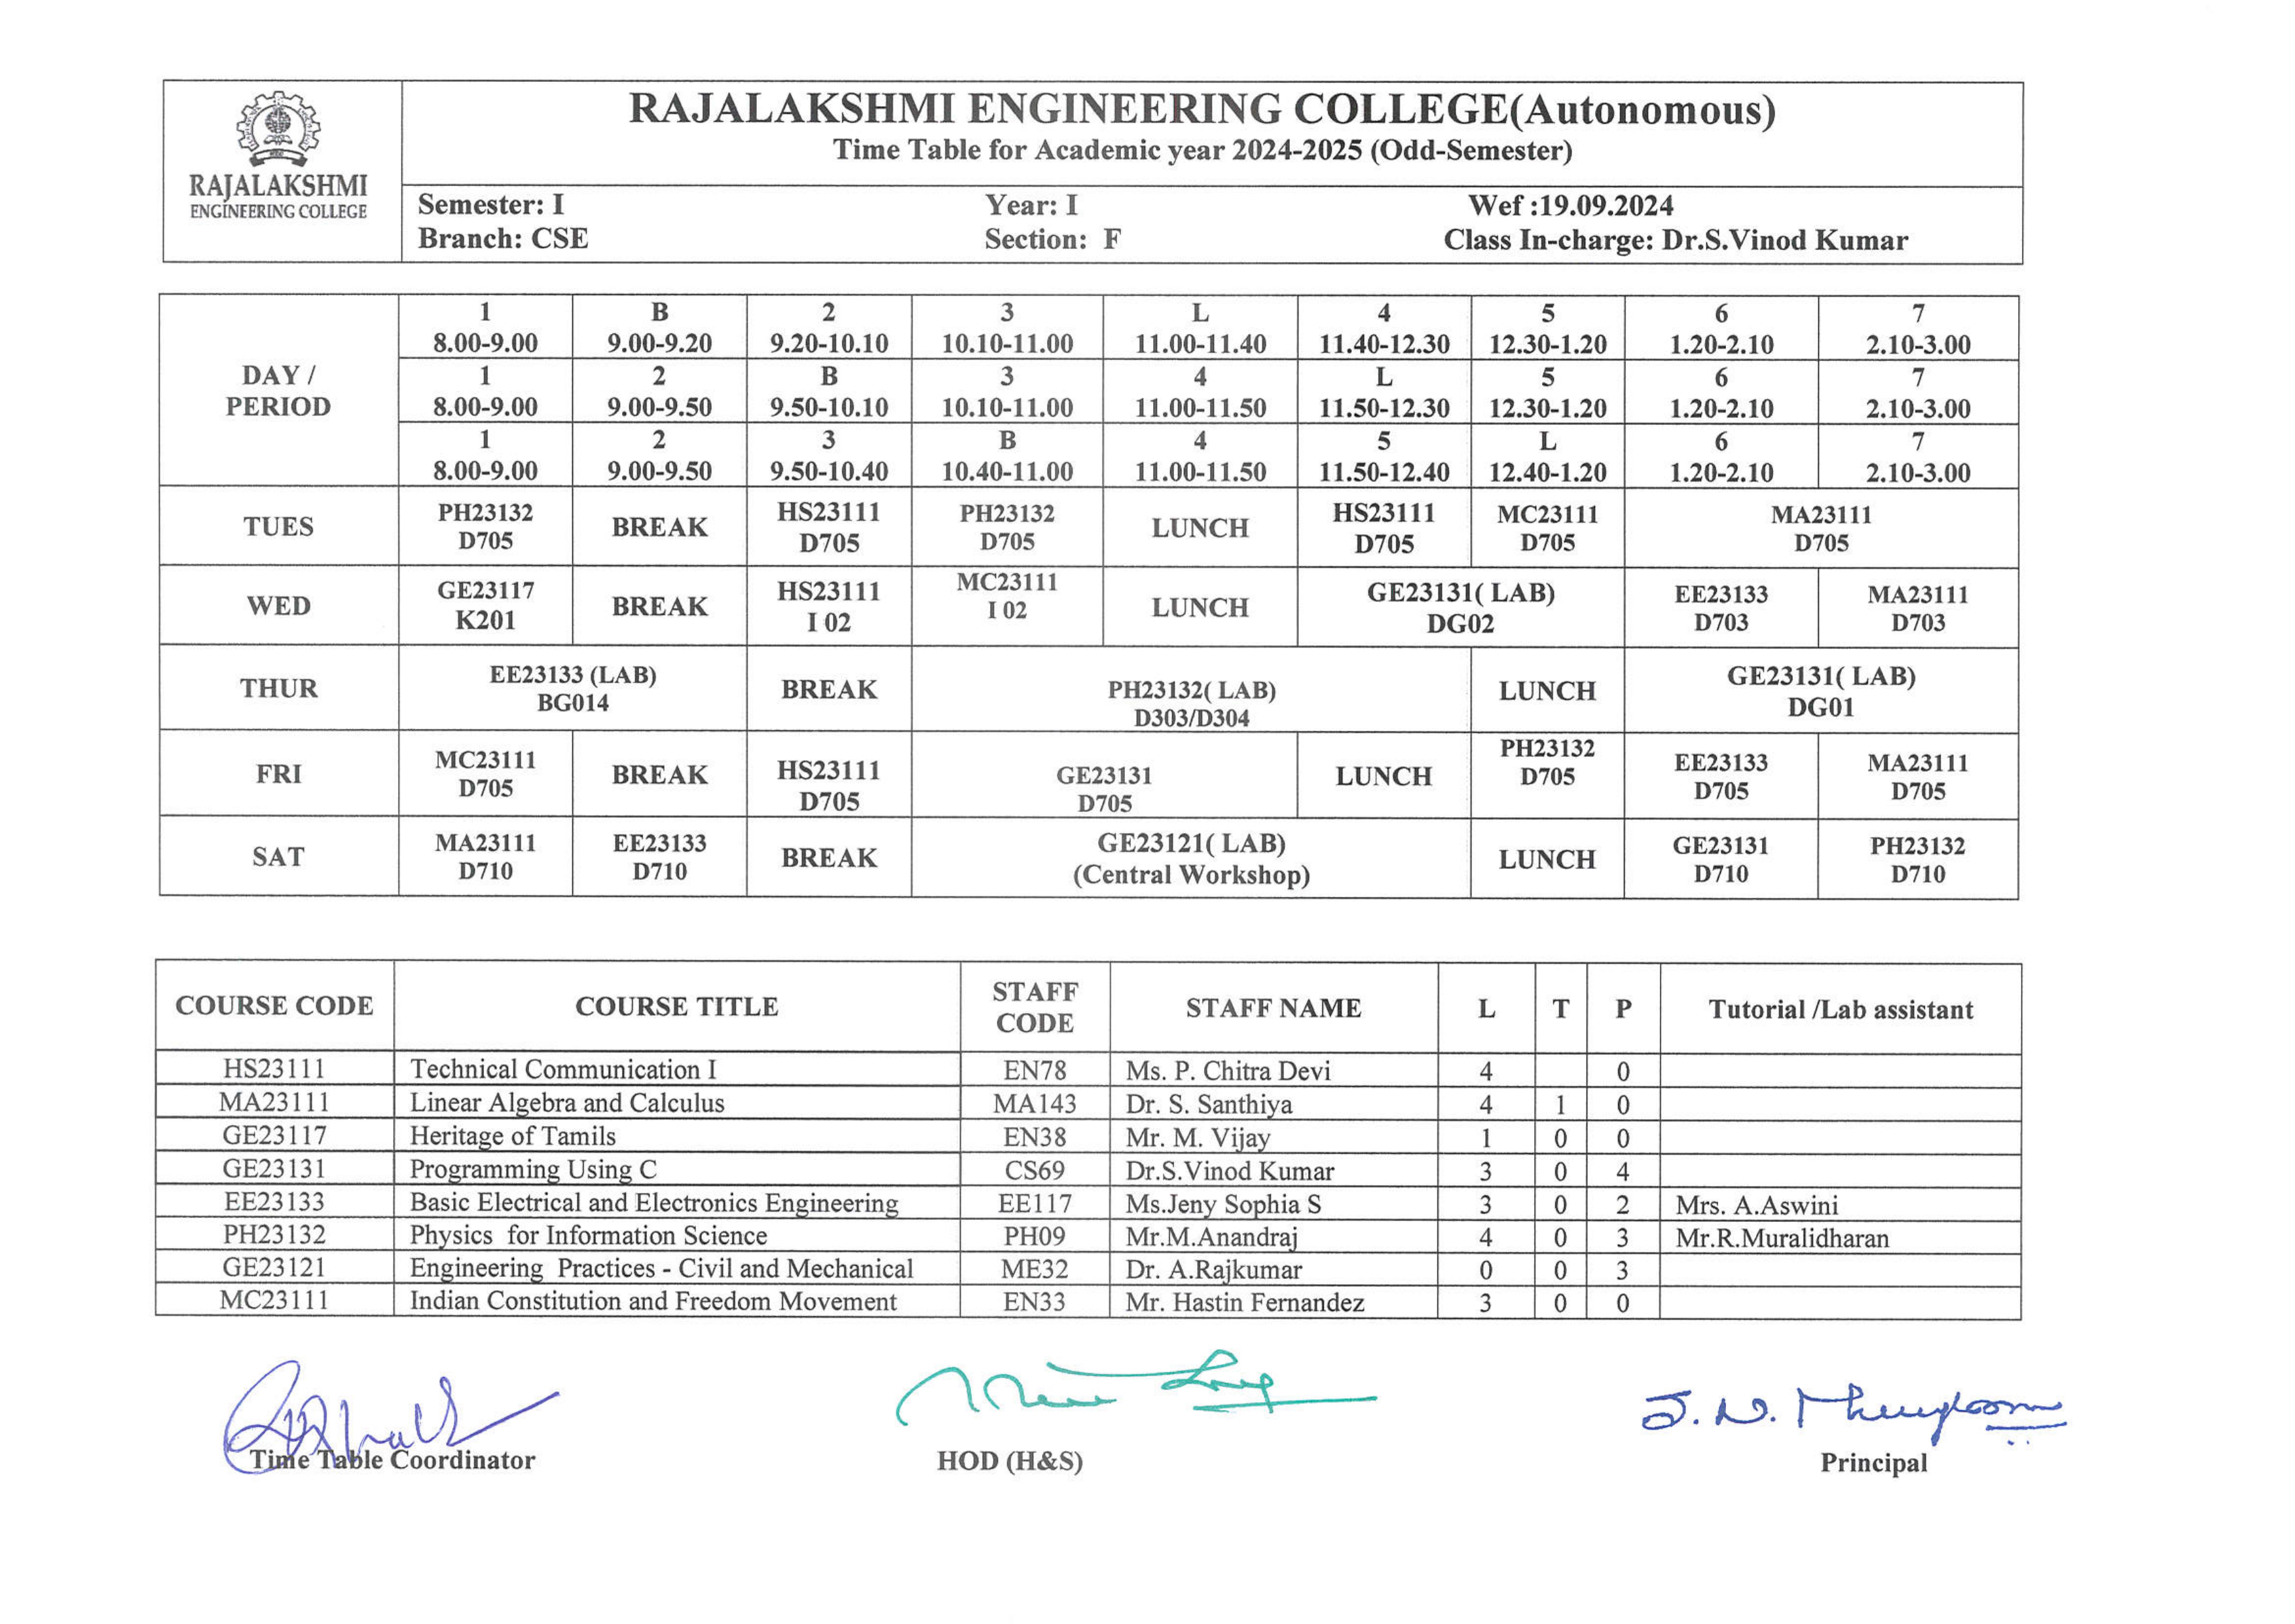 RAJALAKSHMI
ENGINEERING COLLEGE
RAJALAKSHMI ENGINEERING COLLEGE(Autonomous)
Time Table for Academic year 2024-2025 (Odd-Semester)
Semester: I Year: I Wef :19.09.2024
Branch: CSE Section: F Class In-charge: Dr.S.Vinod Kumar
DAY / PERIOD
1 B 2 3 L 4 5 6 7
8.00-9.00 9.00-9.20 9.20-10.10 10.10-11.00 11.00-11.40 11.40-12.30 12.30-1.20 1.20-2.10 2.10-3.00
1 2 B 3 4 L 5 6 7
8.00-9.00 9.00-9.50 9.50-10.10 10.10-11.00 11.00-11.50 11.50-12.30 12.30-1.20 1.20-2.10 2.10-3.00
1 2 3 B 4 5 L 6 7
8.00-9.00 9.00-9.50 9.50-10.40 10.40-11.00 11.00-11.50 11.50-12.40 12.40-1.20 1.20-2.10 2.10-3.00
TUES PH23132 BREAK HS23111 PH23132 LUNCH HS23111 MC23111 MA23111
D705 D705 D705 D705 D705 D705
WED GE23117 BREAK HS23111 MC23111 LUNCH GE23131( LAB) EE23133 MA23111
K201 I 02 I 02 DG02 D703 D703
THUR EE23133 (LAB) BREAK PH23132( LAB) LUNCH GE23131( LAB)
BG014 D303/D304 DG01
FRI MC23111 BREAK HS23111 GE23131 LUNCH PH23132 EE23133 MA23111
D705 D705 D705 D705 D705 D705
SAT MA23111 EE23133 BREAK GE23121( LAB) LUNCH GE23131 PH23132
D710 D710 (Central Workshop) D710 D710
COURSE CODE COURSE TITLE STAFF CODE STAFF NAME L T P Tutorial /Lab assistant
HS23111 Technical Communication I EN78 Ms. P. Chitra Devi 4 0
MA23111 Linear Algebra and Calculus MA143 Dr. S. Santhiya 4 1 0
GE23117 Heritage of Tamils EN38 Mr. M. Vijay 1 0 0
GE23131 Programming Using C CS69 Dr.S.Vinod Kumar 3 0 4
EE23133 Basic Electrical and Electronics Engineering EE117 Ms.Jeny Sophia S 3 0 2 Mrs. A.Aswini
PH23132 Physics for Information Science PH09 Mr.M.Anandraj 4 0 3 Mr.R.Muralidharan
GE23121 Engineering Practices - Civil and Mechanical ME32 Dr. A.Rajkumar 0 0 3
MC23111 Indian Constitution and Freedom Movement EN33 Mr. Hastin Fernandez 3 0 0
Time Table Coordinator HOD (H&S) Principal